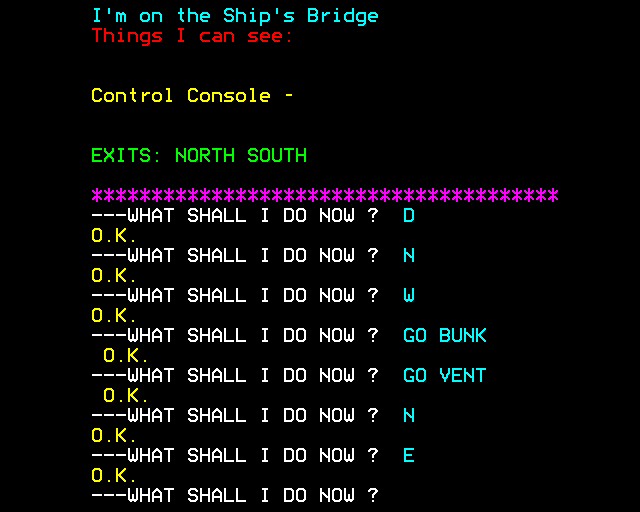 I'm on the Ship's Bridge
Things I can see:
Control Console -
EXITS: NORTH SOUTH
***************************************
---WHAT SHALL I DO NOW ? D
O.K.
---WHAT SHALL I DO NOW ? N
O.K.
---WHAT SHALL I DO NOW ? W
O.K.
---WHAT SHALL I DO NOW ? GO BUNK
O.K.
---WHAT SHALL I DO NOW ? GO VENT
O.K.
---WHAT SHALL I DO NOW ? N
O.K.
---WHAT SHALL I DO NOW ? E
O.K.
---WHAT SHALL I DO NOW ?